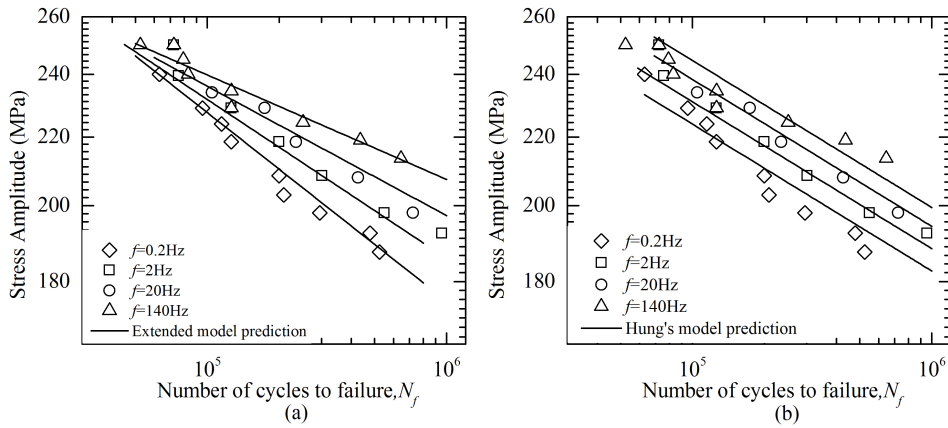 260
240
220
200
180
Stress Amplitude (MPa)
f=0.2Hz
f=2Hz
f=20Hz
f=140Hz
Extended model prediction
10^5
10^6
Number of cycles to failure,N_f
(a)
260
240
220
200
180
Stress Amplitude (MPa)
f=0.2Hz
f=2Hz
f=20Hz
f=140Hz
Hung's model prediction
10^5
10^6
Number of cycles to failure,N_f
(b)